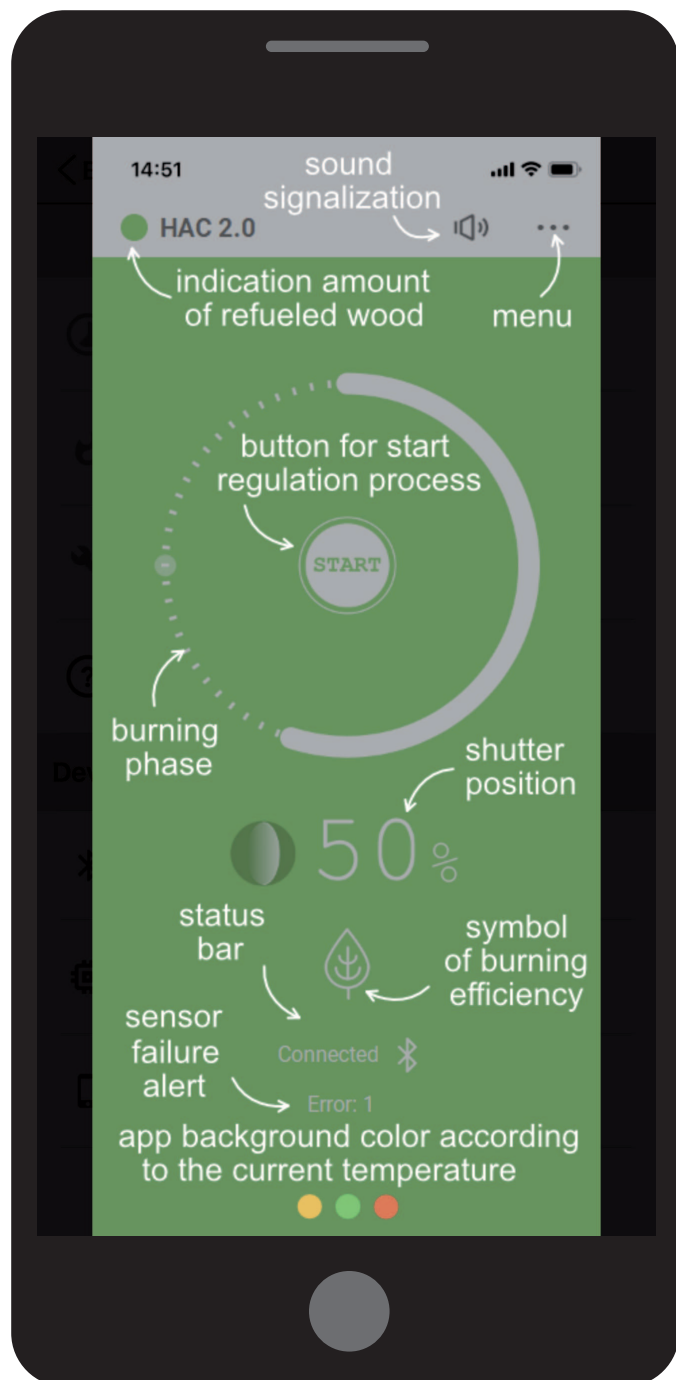 14:51
sound
signalization
HAC 2.0
indication amount
of refueled wood
menu
button for start
regulation process
START
burning
phase
shutter
position
50 %
status
bar
symbol
of burning
efficiency
sensor
failure
alert
Connected
Error: 1
app background color according
to the current temperature
Dev